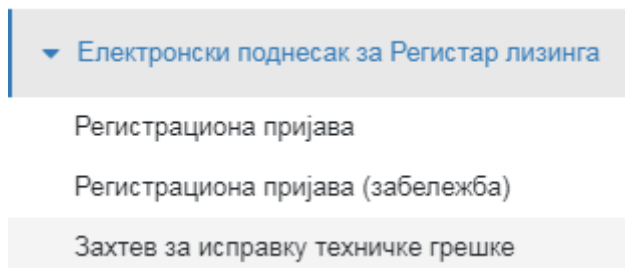 Електронски поднесак за Регистар лизинга
Регистрациона пријава
Регистрациона пријава (забележба)
Захтев за исправку техничке грешке